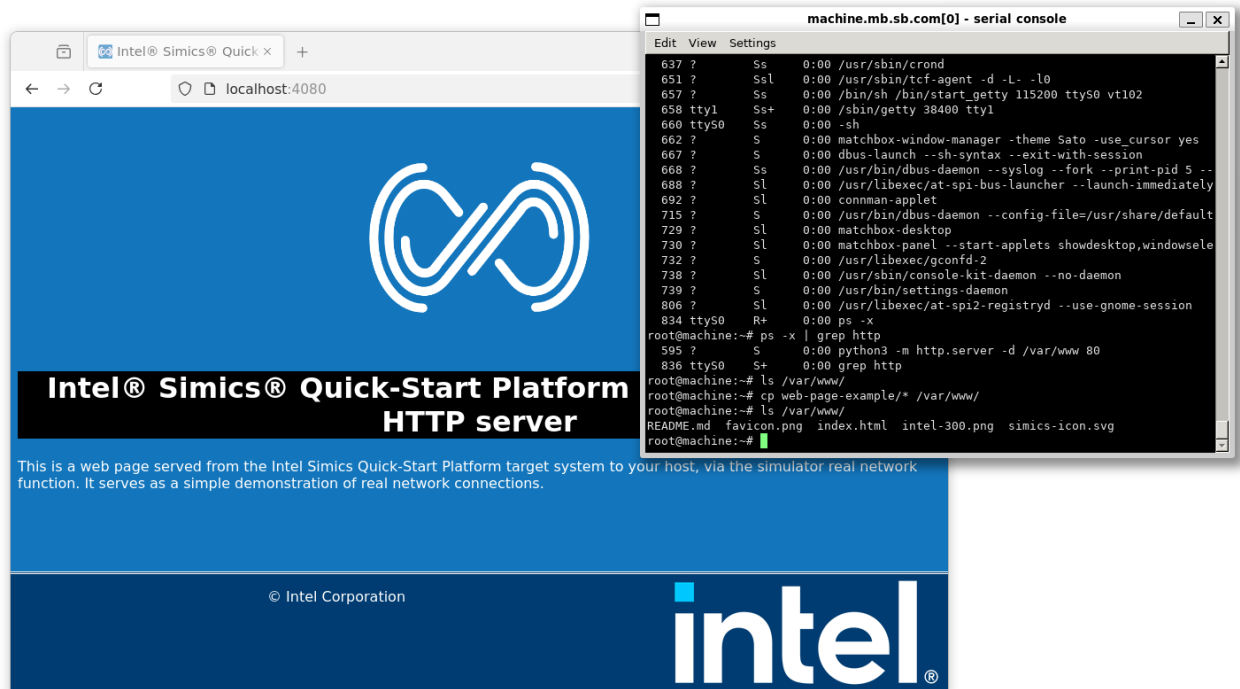 Intel® Simics® Quick
localhost:4080
Intel® Simics® Quick-Start Platform
HTTP server
This is a web page served from the Intel Simics Quick-Start Platform target system to your host, via the simulator real network
function. It serves as a simple demonstration of real network connections.
© Intel Corporation
intel®
machine.mb.sb.com[0] - serial console
Edit View Settings
637 ? Ss 0:00 /usr/sbin/crond
651 ? Ssl 0:00 /usr/sbin/tcf-agent -d -L- -l0
657 ? Ss 0:00 /bin/sh /bin/start_getty 115200 ttyS0 vt102
658 tty1 Ss+ 0:00 /sbin/getty 38400 tty1
660 ttyS0 Ss 0:00 -sh
662 ? S 0:00 matchbox-window-manager -theme Sato -use_cursor yes
667 ? S 0:00 dbus-launch --sh-syntax --exit-with-session
668 ? Ss 0:00 /usr/bin/dbus-daemon --syslog --fork --print-pid 5 --
688 ? Sl 0:00 /usr/libexec/at-spi-bus-launcher --launch-immediately
692 ? Sl 0:00 connman-applet
715 ? S 0:00 /usr/bin/dbus-daemon --config-file=/usr/share/default
729 ? Sl 0:00 matchbox-desktop
730 ? Sl 0:00 matchbox-panel --start-applets showdesktop,windowsele
732 ? S 0:00 /usr/libexec/gconfd-2
738 ? Sl 0:00 /usr/sbin/console-kit-daemon --no-daemon
739 ? S 0:00 /usr/bin/settings-daemon
806 ? Sl 0:00 /usr/libexec/at-spi2-registryd --use-gnome-session
834 ttyS0 R+ 0:00 ps -x
root@machine:~# ps -x | grep http
595 ? S 0:00 python3 -m http.server -d /var/www 80
836 ttyS0 S+ 0:00 grep http
root@machine:~# ls /var/www/
root@machine:~# cp web-page-example/* /var/www/
root@machine:~# ls /var/www/
README.md favicon.png index.html intel-300.png simics-icon.svg
root@machine:~#